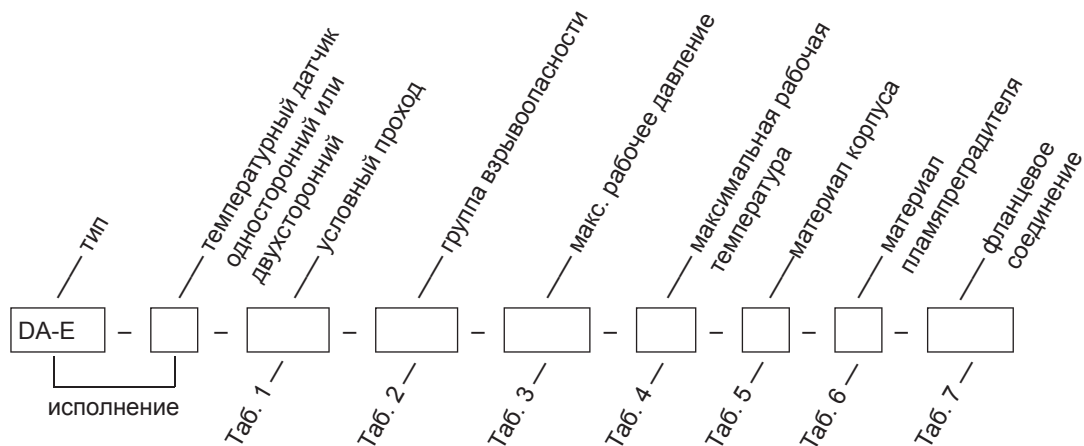 тип
температурный датчик
односторонний или
двухсторонний
условный проход
группа взрывоопасности
макс. рабочее давление
максимальная рабочая
температура
материал корпуса
материал
пламяпреградителя
фланцевое
соединение
DA-E – – – – – – – –
исполнение
Таб. 1
Таб. 2
Таб. 3
Таб. 4
Таб. 5
Таб. 6
Таб. 7